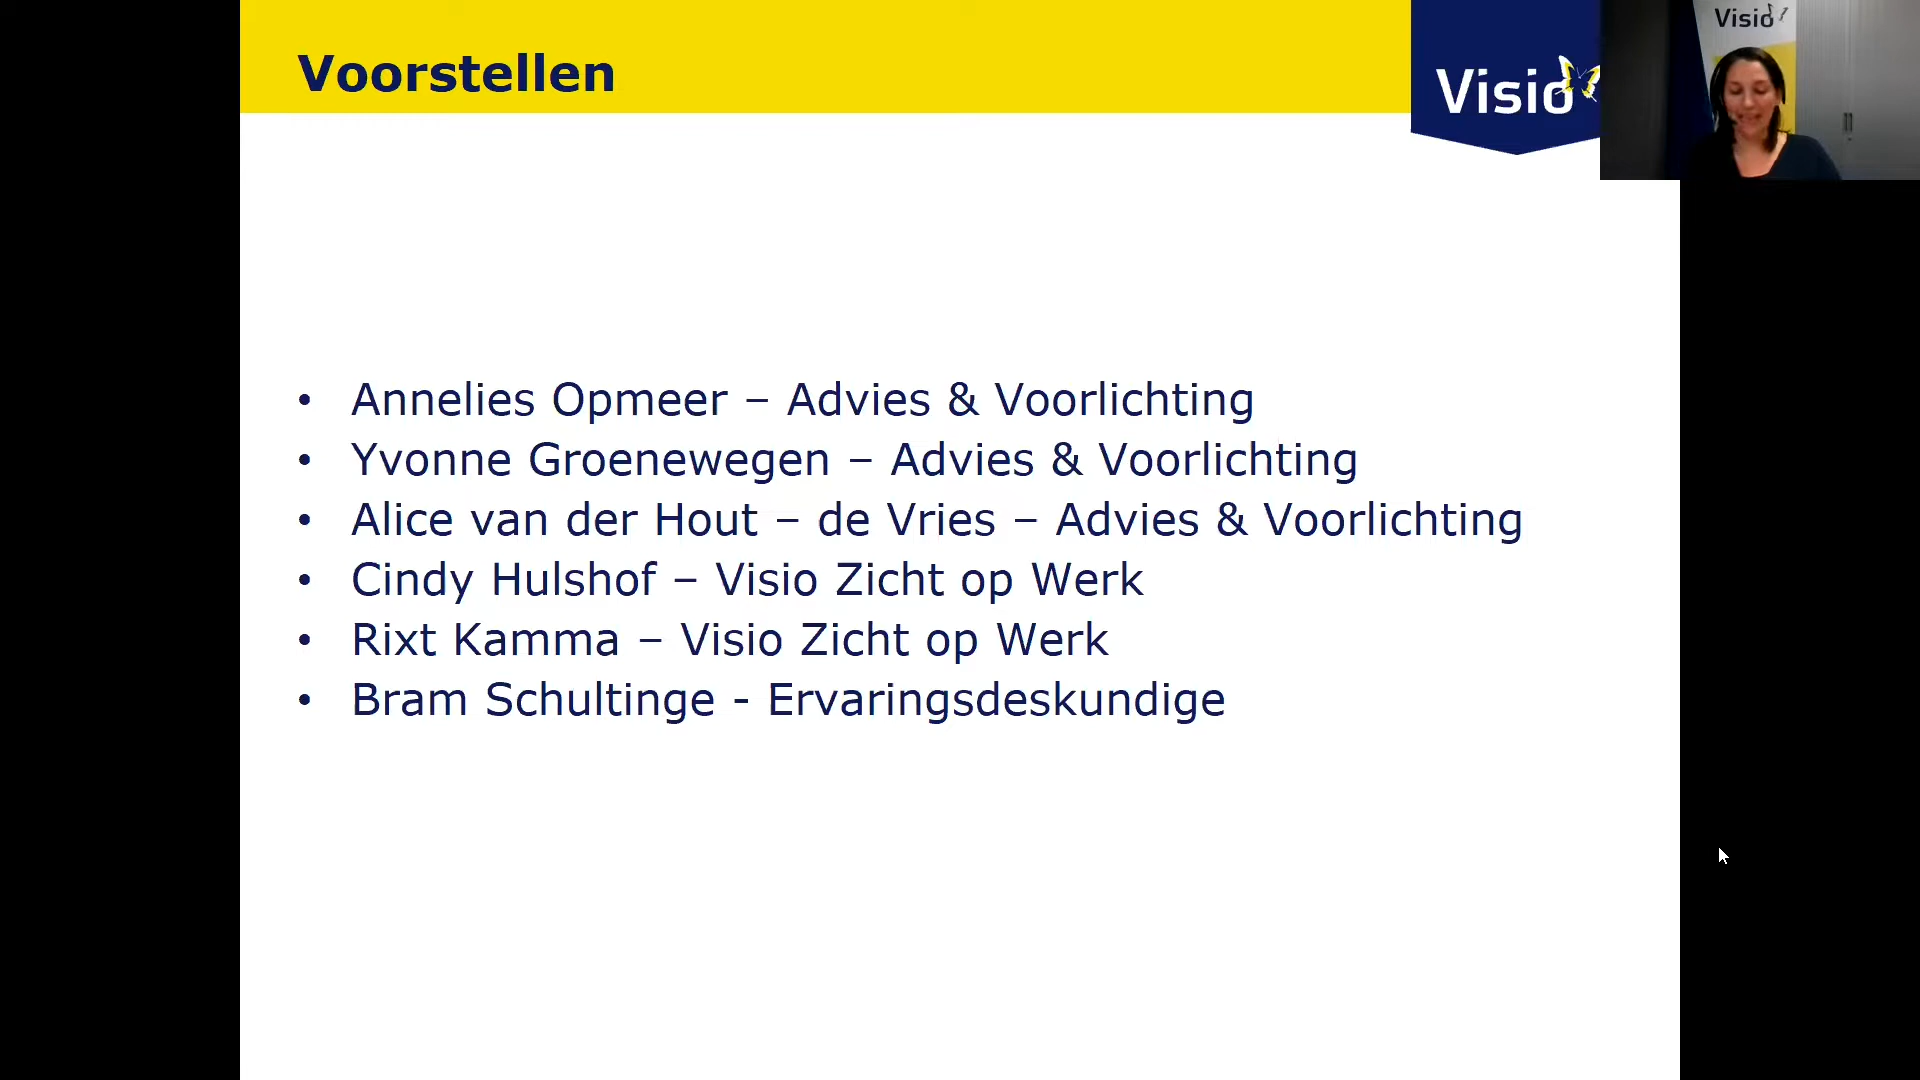 Voorstellen
Visio
Visio
• Annelies Opmeer – Advies & Voorlichting
• Yvonne Groenewegen – Advies & Voorlichting
• Alice van der Hout – de Vries – Advies & Voorlichting
• Cindy Hulshof – Visio Zicht op Werk
• Rixt Kamma – Visio Zicht op Werk
• Bram Schultinge - Ervaringsdeskundige